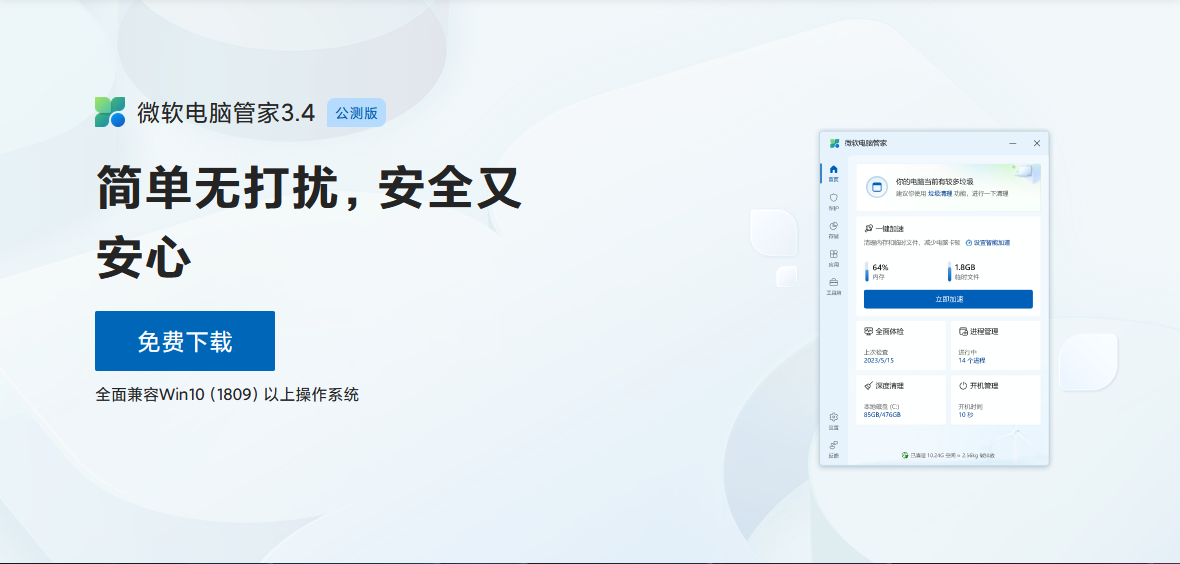 微软电脑管家3.4 公测版
简单无打扰，安全又
安心
免费下载
全面兼容Win10（1809）以上操作系统
微软电脑管家
首页
你的电脑当前有较多垃圾
建议你使用 垃圾清理 功能，进行一下清理
保护
存储
应用
工具箱
一键加速
清理内存和临时文件，减少电脑卡顿 设置智能加速
64%
内存
1.8GB
临时文件
立即加速
全面体检
上次检查
2023/5/15
进程管理
进行中
14 个进程
深度清理
本地磁盘 (C:)
85GB/476GB
开机管理
开机时间
10 秒
设置
反馈